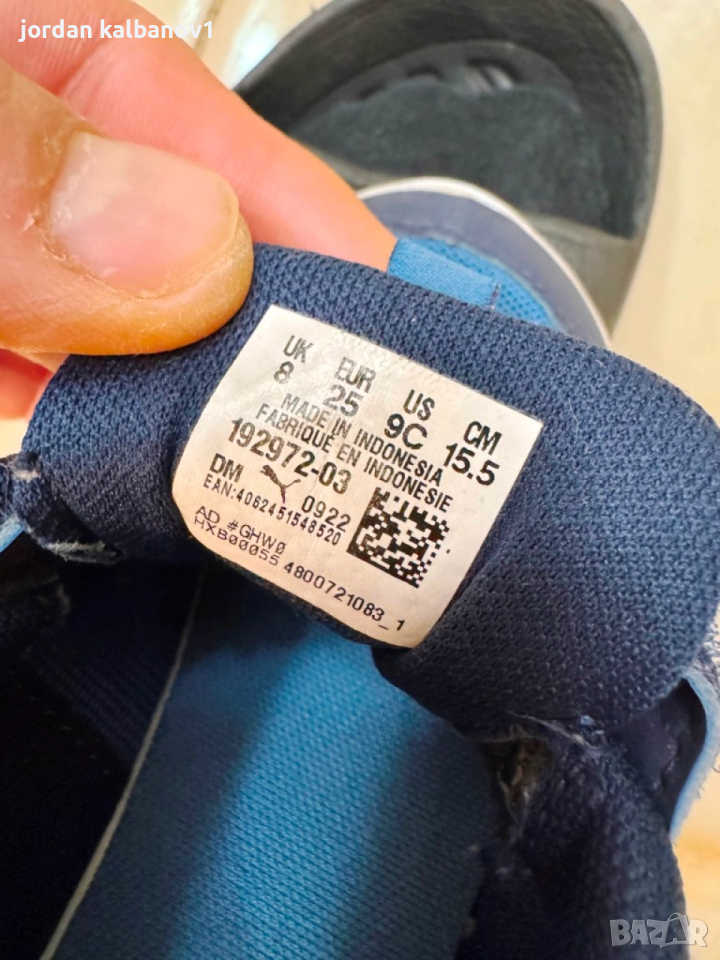 jordan kalbanov1
UK EUR US CM
8 25 9C 15.5
MADE IN INDONESIA
FABRIQUÉ EN INDONESIE
192972-03
DM 0922
EAN:4062451548520
AD #GHW0
HXB00055 4800721083_1
BAZAR